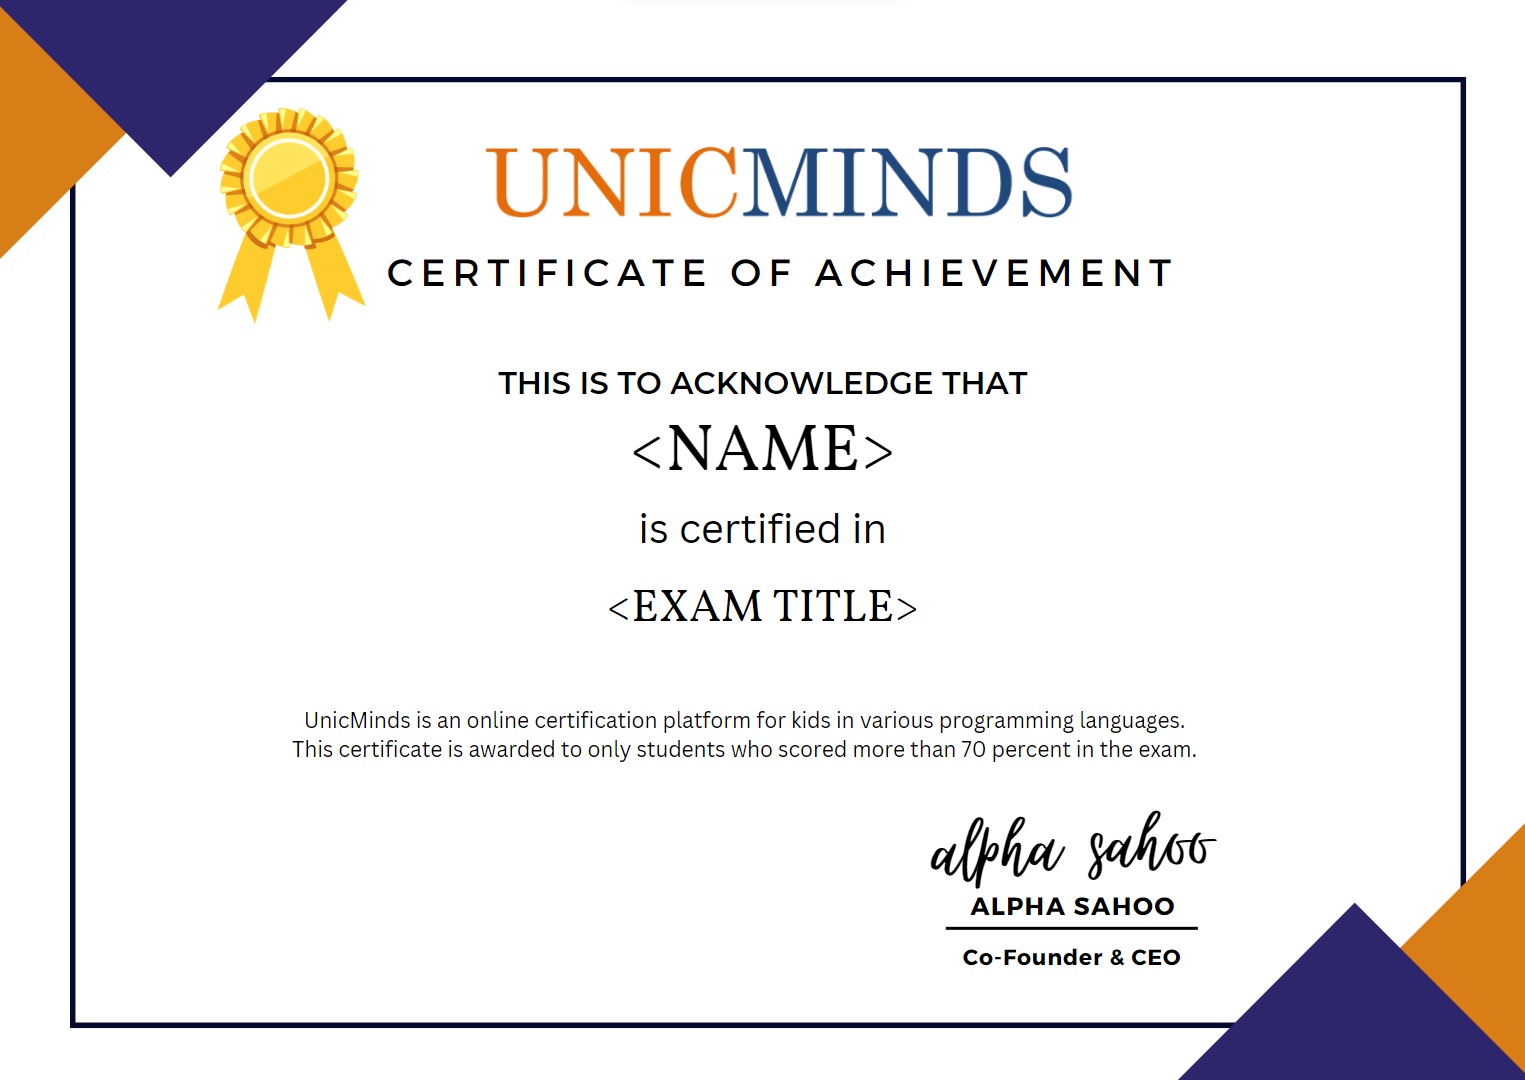 UNICMINDS
CERTIFICATE OF ACHIEVEMENT
THIS IS TO ACKNOWLEDGE THAT
<NAME>
is certified in
<EXAM TITLE>
UnicMinds is an online certification platform for kids in various programming languages.
This certificate is awarded to only students who scored more than 70 percent in the exam.
alpha sahoo
ALPHA SAHOO
Co-Founder & CEO